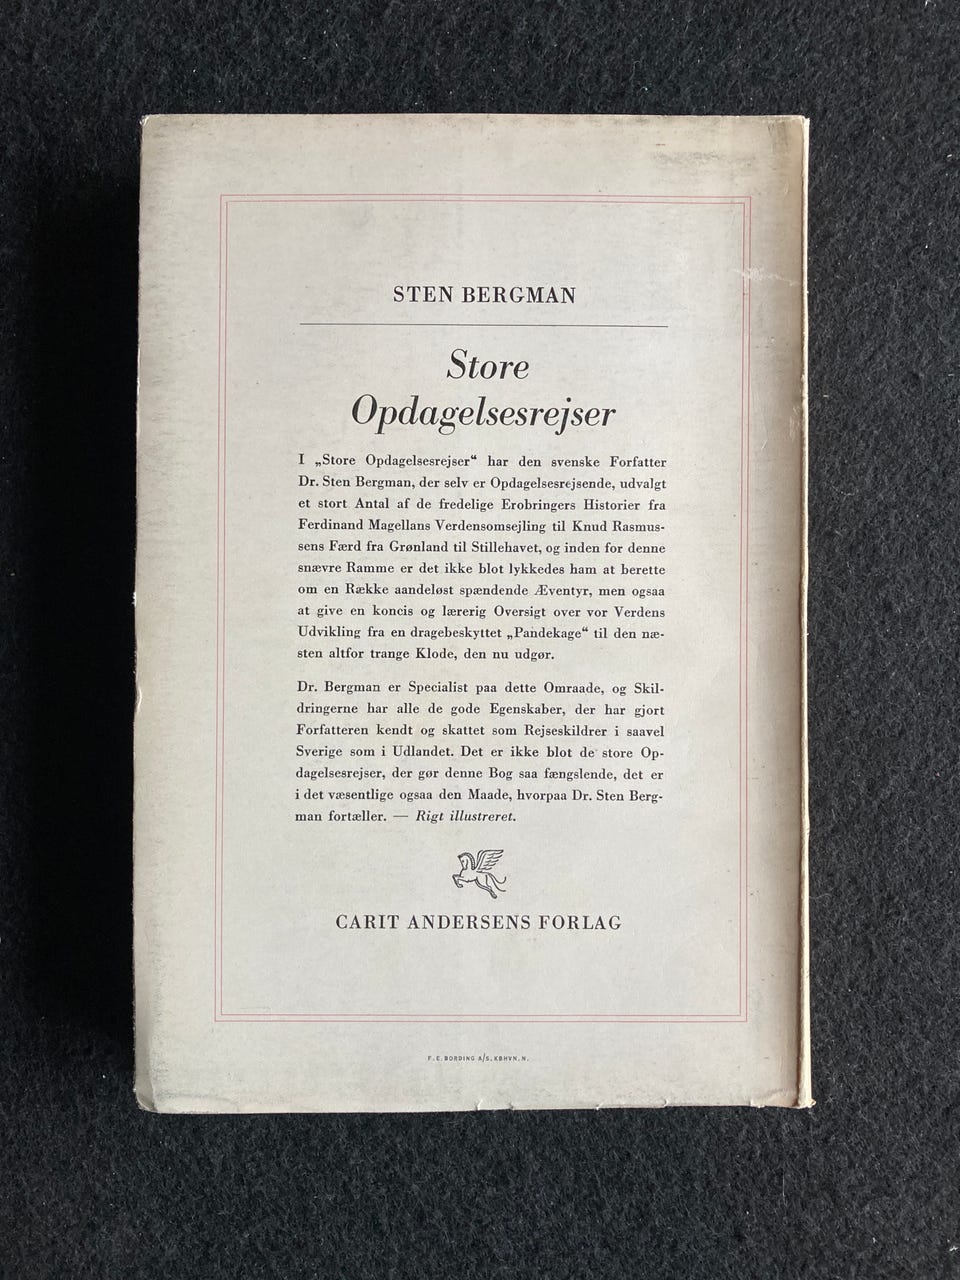 STEN BERGMAN
Store
Opdagelsesrejser
I „Store Opdagelsesrejser“ har den svenske Forfatter
Dr. Sten Bergman, der selv er Opdagelsesrejsende, udvalgt
et stort Antal af de fredelige Erobringers Historier fra
Ferdinand Magellans Verdensomsejling til Knud Rasmus-
sens Færd fra Grønland til Stillehavet, og inden for denne
snævre Ramme er det ikke blot lykkedes ham at berette
om en Række aandeløst spændende Æventyr, men ogsaa
at give en koncis og lærerig Oversigt over vor Verdens
Udvikling fra en dragebeskyttet „Pandekage“ til den næ-
sten altfor trange Klode, den nu udgør.
Dr. Bergman er Specialist paa dette Omraade, og Skil-
dringerne har alle de gode Egenskaber, der har gjort
Forfatteren kendt og skattet som Rejseskildrer i saavel
Sverige som i Udlandet. Det er ikke blot de store Op-
dagelsesrejser, der gør denne Bog saa fængslende, det er
i det væsentlige ogsaa den Maade, hvorpaa Dr. Sten Berg-
man fortæller. — Rigt illustreret.
CARIT ANDERSENS FORLAG
F. E. BORDING A/S. KBHVN. N.